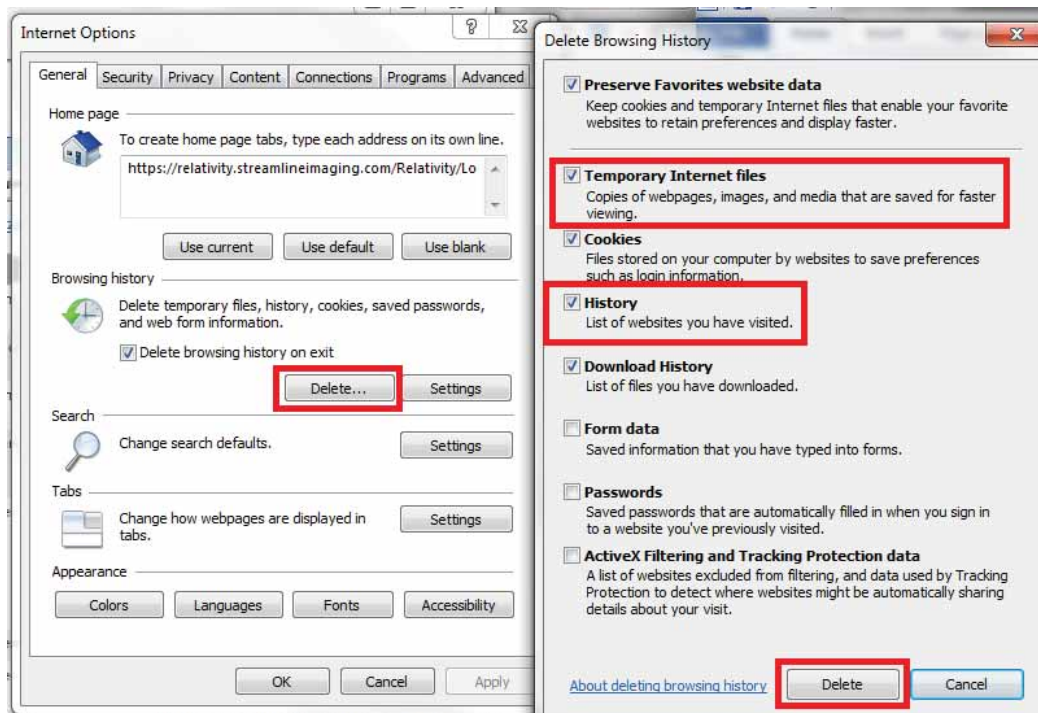 Internet Options
General Security Privacy Content Connections Programs Advanced
Home page
To create home page tabs, type each address on its own line.
https://relativity.streamlineimaging.com/Relativity/Lo
Use current Use default Use blank
Browsing history
Delete temporary files, history, cookies, saved passwords,
and web form information.
Delete browsing history on exit
Delete... Settings
Search
Change search defaults.
Settings
Tabs
Change how webpages are displayed in
tabs.
Settings
Appearance
Colors Languages Fonts Accessibility
OK Cancel Apply
Delete Browsing History
Preserve Favorites website data
Keep cookies and temporary Internet files that enable your favorite
websites to retain preferences and display faster.
Temporary Internet files
Copies of webpages, images, and media that are saved for faster
viewing.
Cookies
Files stored on your computer by websites to save preferences
such as login information.
History
List of websites you have visited.
Download History
List of files you have downloaded.
Form data
Saved information that you have typed into forms.
Passwords
Saved passwords that are automatically filled in when you sign in
to a website you've previously visited.
ActiveX Filtering and Tracking Protection data
A list of websites excluded from filtering, and data used by Tracking
Protection to detect where websites might be automatically sharing
details about your visit.
About deleting browsing history Delete Cancel